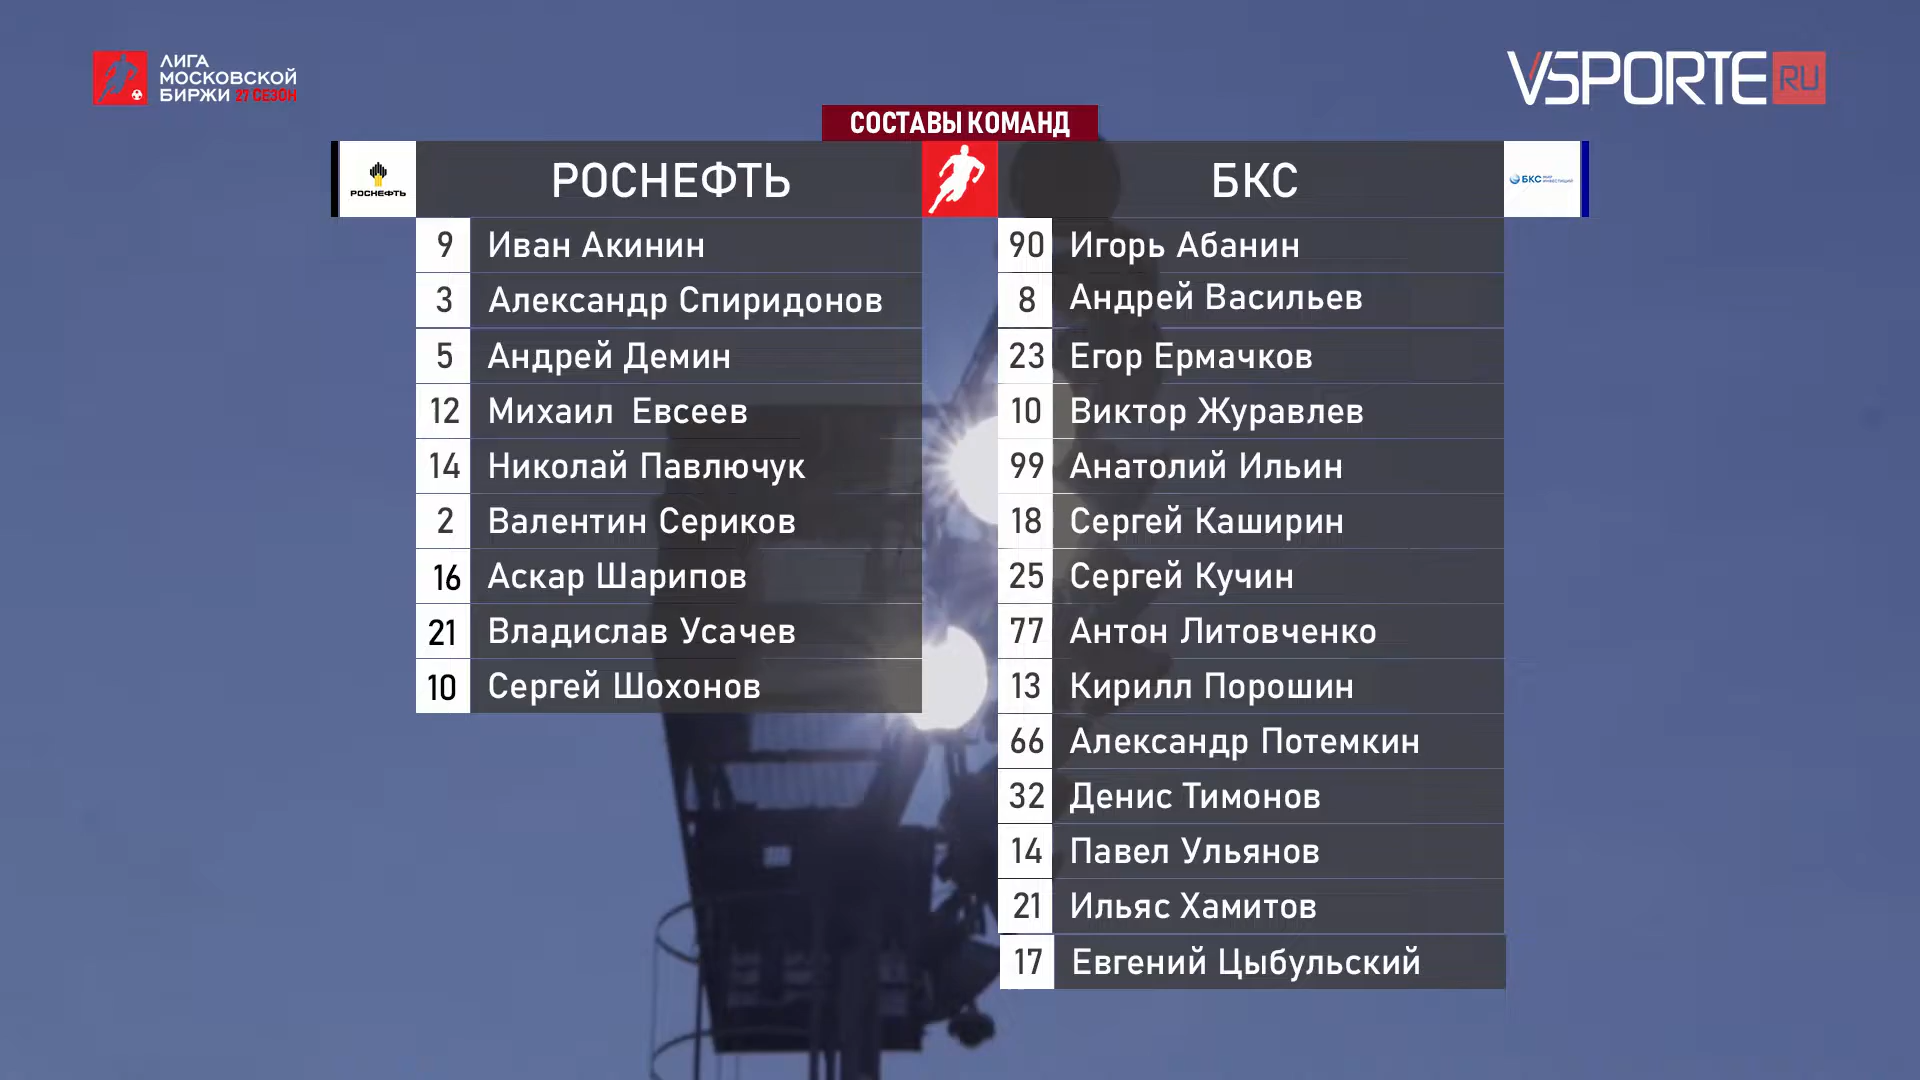 ЛИГА
МОСКОВСКОЙ
БИРЖИ 27 СЕЗОН
VSPORTE RU
СОСТАВЫ КОМАНД
РОСНЕФТЬ
РОСНЕФТЬ
БКС
БКС МИР ИНВЕСТИЦИЙ
9 Иван Акинин
3 Александр Спиридонов
5 Андрей Демин
12 Михаил Евсеев
14 Николай Павлючук
2 Валентин Сериков
16 Аскар Шарипов
21 Владислав Усачев
10 Сергей Шохонов
90 Игорь Абанин
8 Андрей Васильев
23 Егор Ермачков
10 Виктор Журавлев
99 Анатолий Ильин
18 Сергей Каширин
25 Сергей Кучин
77 Антон Литовченко
13 Кирилл Порошин
66 Александр Потемкин
32 Денис Тимонов
14 Павел Ульянов
21 Ильяс Хамитов
17 Евгений Цыбульский